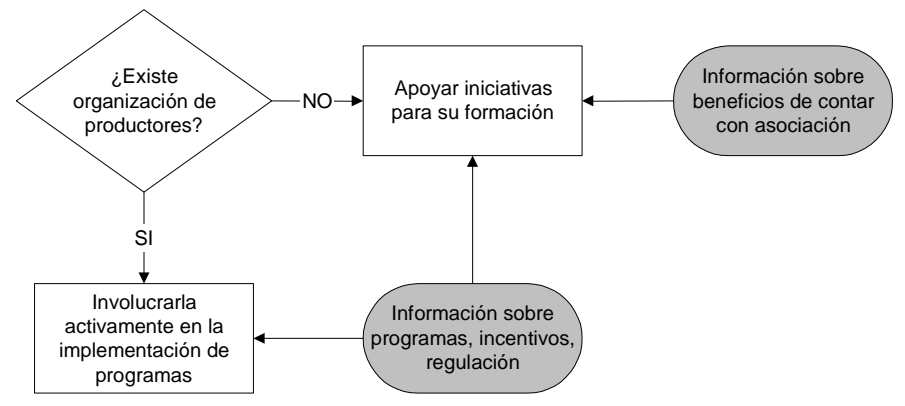 ¿Existe
organización de
productores?
NO
Apoyar iniciativas
para su formación
Información sobre
beneficios de contar
con asociación
SI
Involucrarla
activamente en la
implementación de
programas
Información sobre
programas, incentivos,
regulación